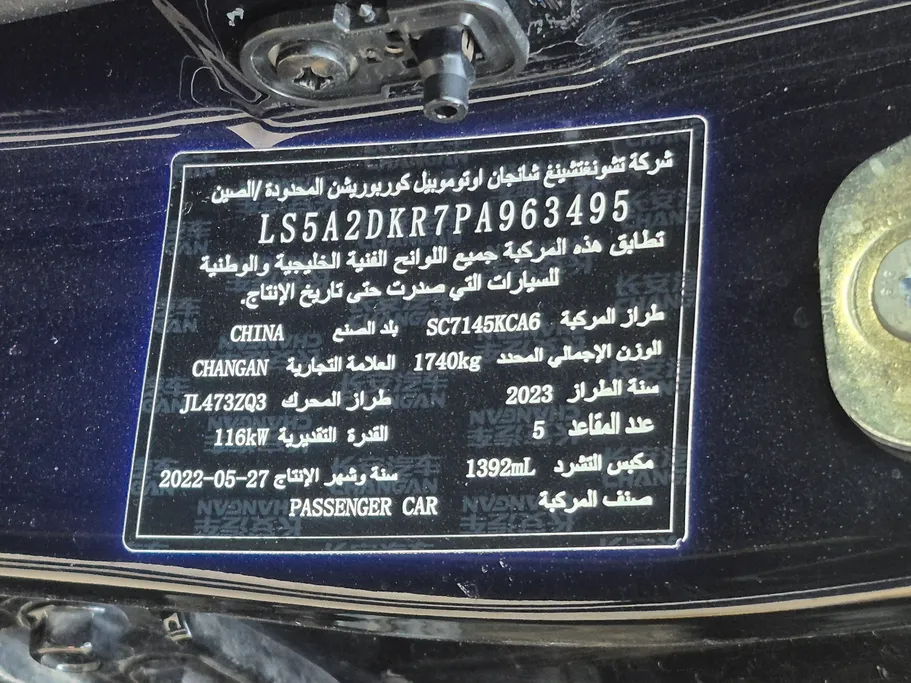 شركة تشونغتشينغ شانجان اوتوموبيل كوربوريشن المحدودة /الصين
LS5A2DKR7PA963495
تطابق هذه المركبة جميع اللوائح الفنية الخليجية والوطنية
للسيارات التي صدرت حتى تاريخ الإنتاج.
طراز المركبة SC7145KCA6 بلد الصنع CHINA
الوزن الإجمالي المحدد 1740kg العلامة التجارية CHANGAN
سنة الطراز 2023 طراز المحرك JL473ZQ3
عدد المقاعد 5 القدرة التقديرية 116kW
مكبس التشرد 1392mL سنة وشهر الإنتاج 2022-05-27
صنف المركبة PASSENGER CAR